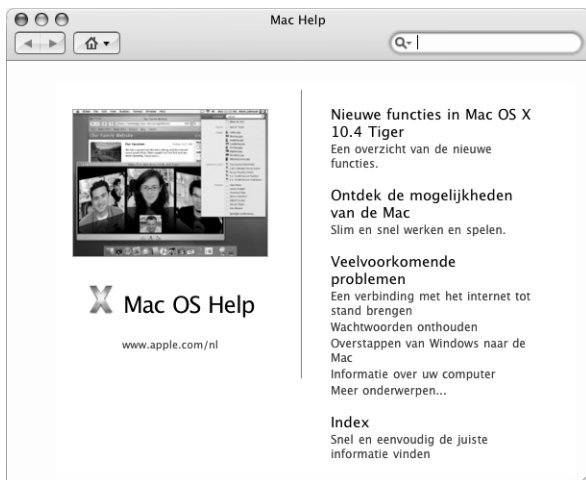 Mac Help
Nieuwe functies in Mac OS X
10.4 Tiger
Een overzicht van de nieuwe
functies.
Ontdek de mogelijkheden
van de Mac
Slim en snel werken en spelen.
Veelvoorkomende
problemen
Een verbinding met het internet tot
stand brengen
Wachtwoorden onthouden
Overstappen van Windows naar de
Mac
Informatie over uw computer
Meer onderwerpen...
Index
Snel en eenvoudig de juiste
informatie vinden
X Mac OS Help
www.apple.com/nl